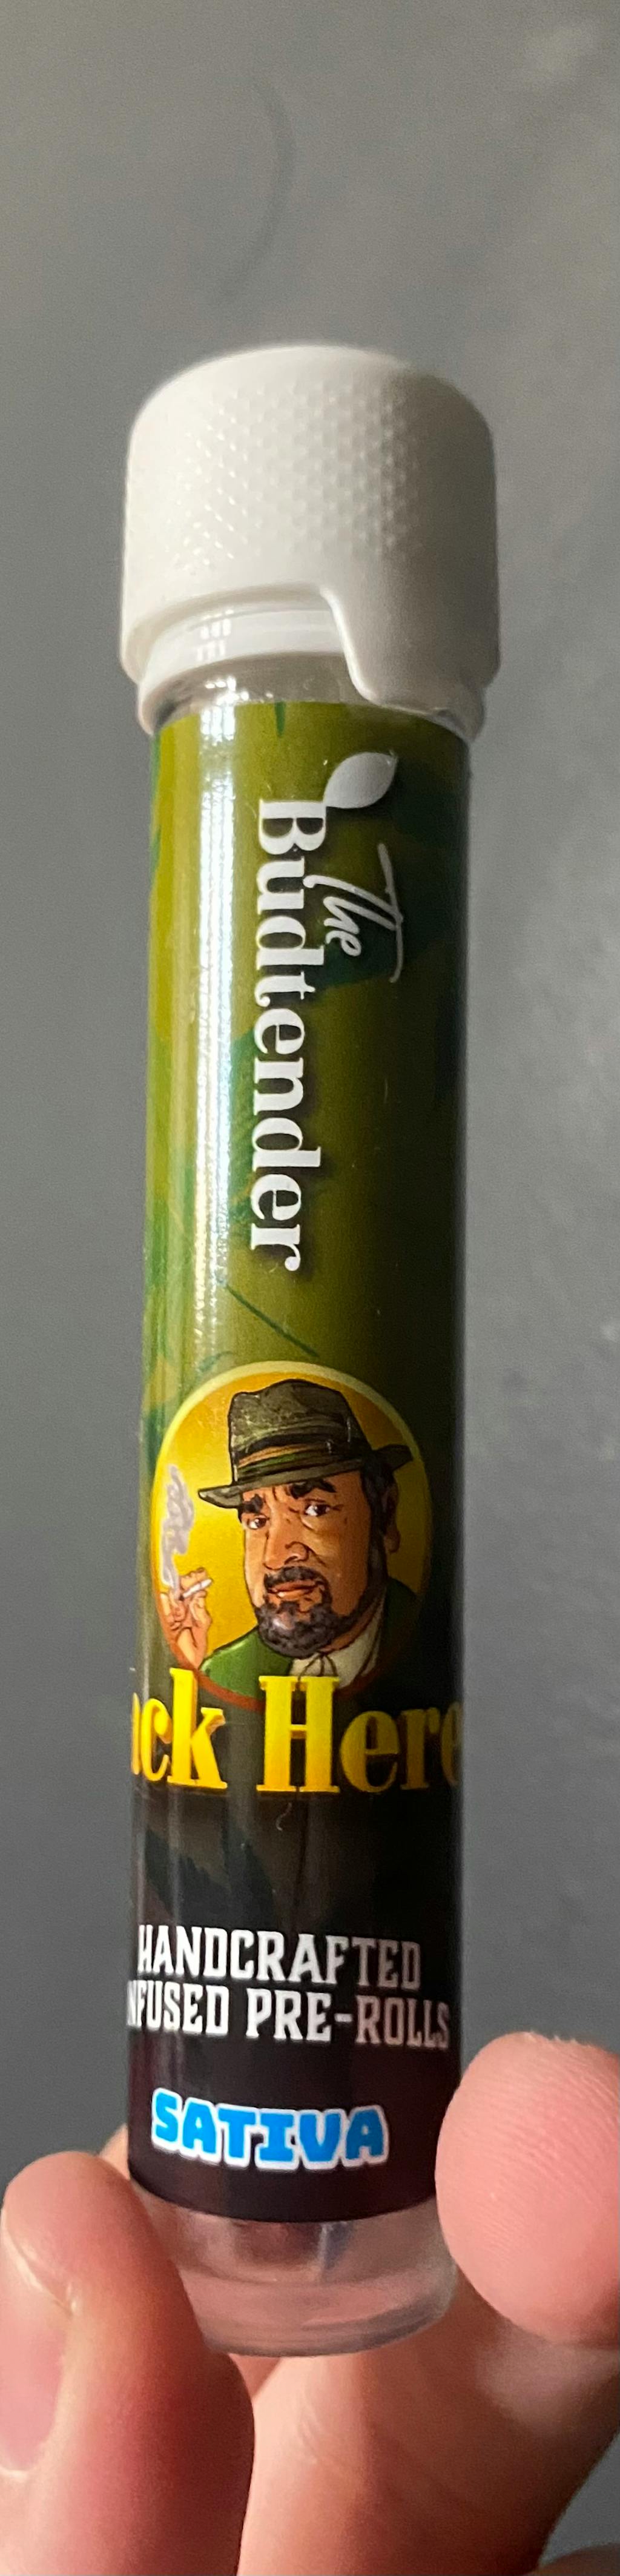 The
Budtender
ack Here
HANDCRAFTED
NFUSED PRE-ROLLS
SATIVA